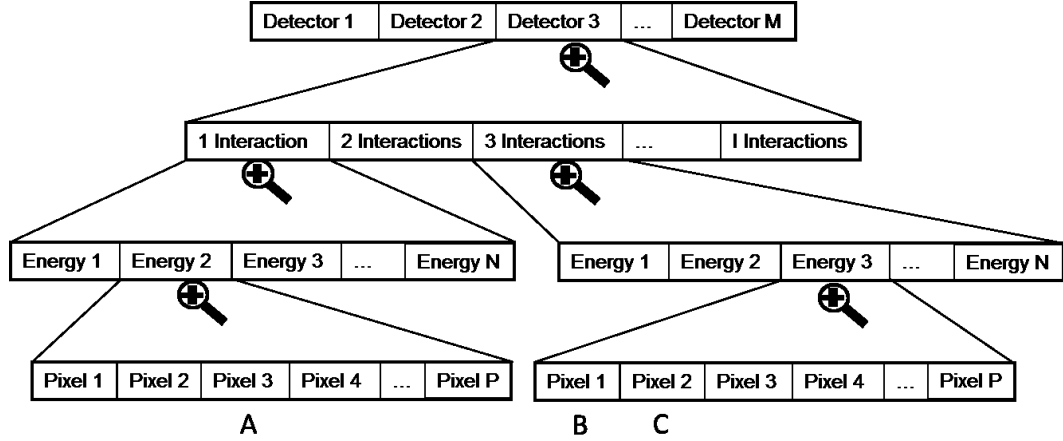 Detector 1 Detector 2 Detector 3 ... Detector M
1 Interaction 2 Interactions 3 Interactions ... I Interactions
Energy 1 Energy 2 Energy 3 ... Energy N Energy 1 Energy 2 Energy 3 ... Energy N
Pixel 1 Pixel 2 Pixel 3 Pixel 4 ... Pixel P Pixel 1 Pixel 2 Pixel 3 Pixel 4 ... Pixel P
A B C